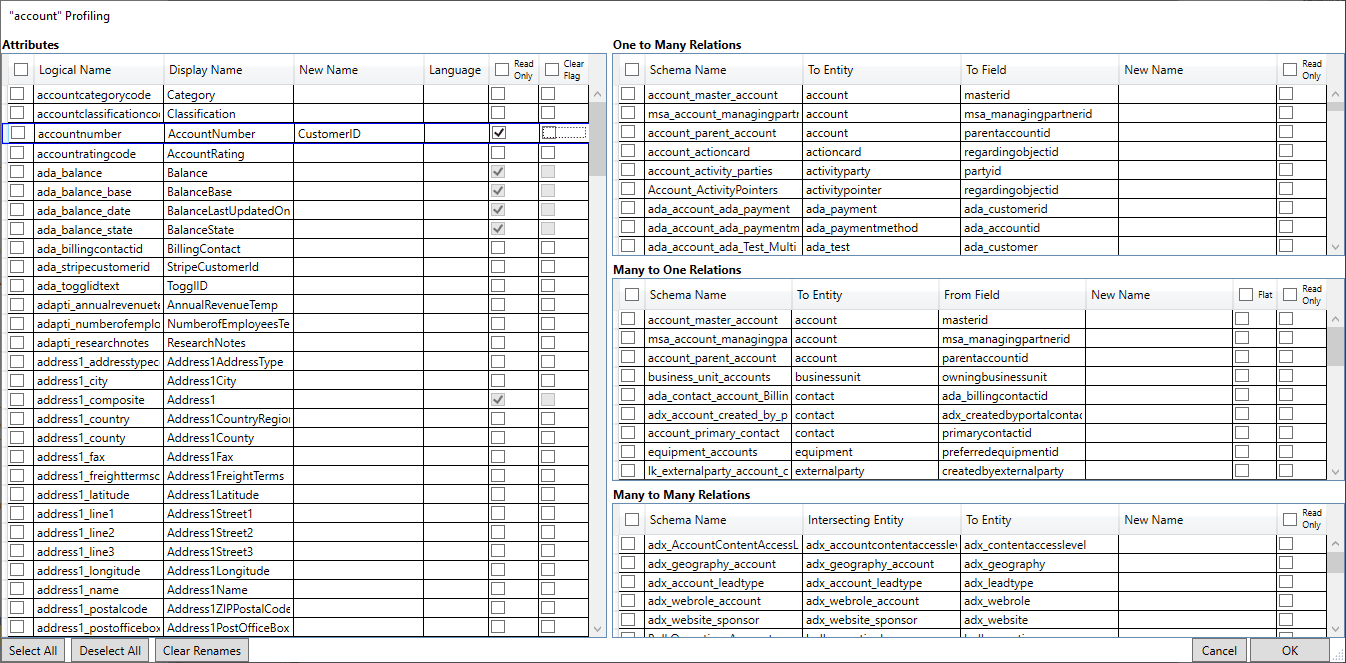 "account" Profiling
Attributes
Logical Name Display Name New Name Language Read Only Clear Flag
accountcategorycode Category
accountclassificationco Classification
accountnumber AccountNumber CustomerID
accountratingcode AccountRating
ada_balance Balance
ada_balance_base BalanceBase
ada_balance_date BalanceLastUpdatedOn
ada_balance_state BalanceState
ada_billingcontactid BillingContact
ada_stripecustomerid StripeCustomerId
ada_togglidtext TogglID
adapti_annualrevenuete AnnualRevenueTemp
adapti_numberofemplo NumberofEmployeesTe
adapti_researchnotes ResearchNotes
address1_addresstypec Address1AddressType
address1_city Address1City
address1_composite Address1
address1_country Address1CountryRegion
address1_county Address1County
address1_fax Address1Fax
address1_freighttermsc Address1FreightTerms
address1_latitude Address1Latitude
address1_line1 Address1Street1
address1_line2 Address1Street2
address1_line3 Address1Street3
address1_longitude Address1Longitude
address1_name Address1Name
address1_postalcode Address1ZIPPostalCode
address1_postofficebox Address1PostOfficeBox
Select All Deselect All Clear Renames
One to Many Relations
Schema Name To Entity To Field New Name Read Only
account_master_account account masterid
msa_account_managingpartr account msa_managingpartnerid
account_parent_account account parentaccountid
account_actioncard actioncard regardingobjectid
account_activity_parties activityparty partyid
Account_ActivityPointers activitypointer regardingobjectid
ada_account_ada_payment ada_payment ada_customerid
ada_account_ada_paymentm ada_paymentmethod ada_accountid
ada_account_ada_Test_Multi ada_test ada_customer
Many to One Relations
Schema Name To Entity From Field New Name Flat Read Only
account_master_account account masterid
msa_account_managingpa account msa_managingpartnerid
account_parent_account account parentaccountid
business_unit_accounts businessunit owningbusinessunit
ada_contact_account_Billin contact ada_billingcontactid
adx_account_created_by_p contact adx_createdbyportalcontac
account_primary_contact contact primarycontactid
equipment_accounts equipment preferredequipmentid
lk_externalparty_account_c externalparty createdbyexternalparty
Many to Many Relations
Schema Name Intersecting Entity To Entity New Name Read Only
adx_AccountContentAccessL adx_accountcontentaccesslev adx_contentaccesslevel
adx_geography_account adx_geography_account adx_geography
adx_account_leadtype adx_account_leadtype adx_leadtype
adx_webrole_account adx_webrole_account adx_webrole
adx_website_sponsor adx_website_sponsor adx_website
Cancel OK